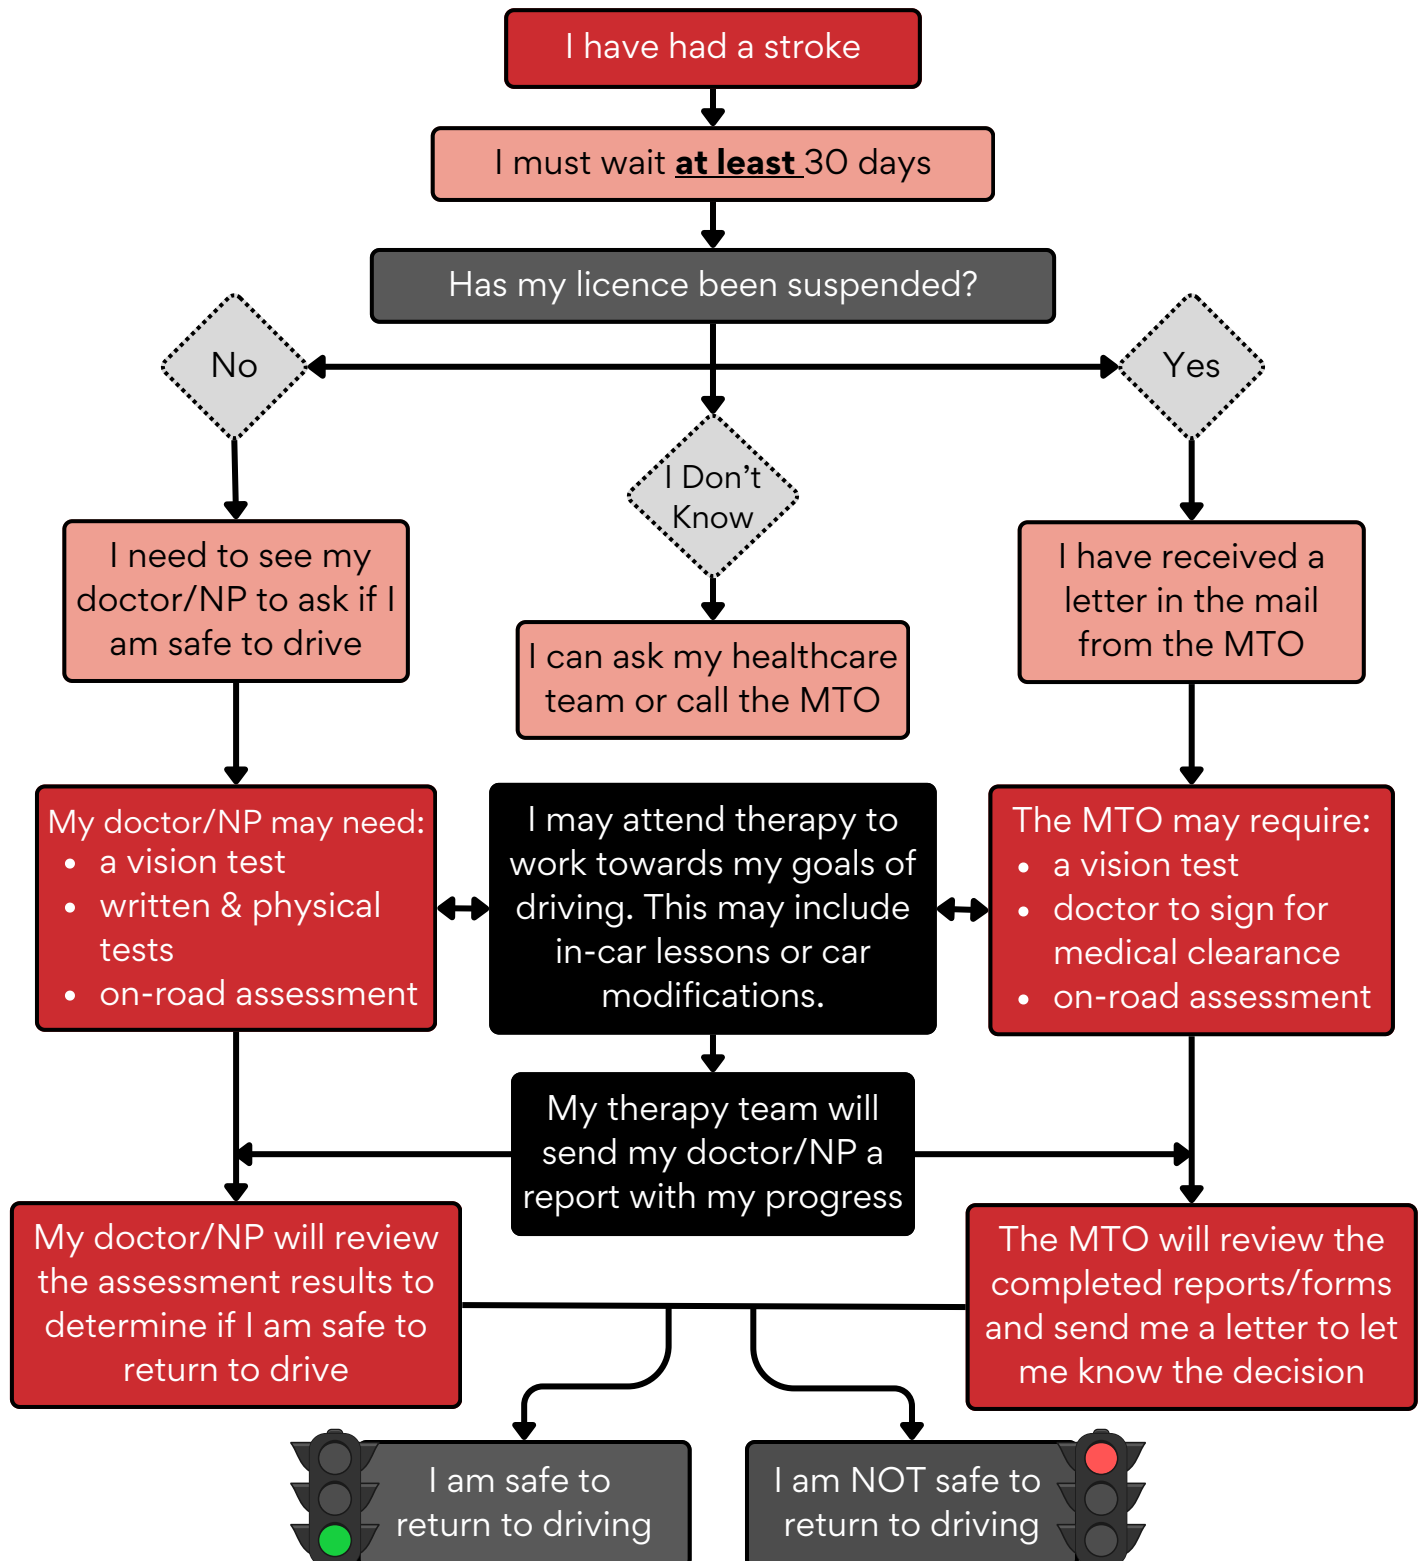 I have had a stroke
I must wait at least 30 days
Has my licence been suspended?
No
Yes
I Don't
Know
I need to see my
doctor/NP to ask if I
am safe to drive
I can ask my healthcare
team or call the MTO
I have received a
letter in the mail
from the MTO
My doctor/NP may need:
• a vision test
• written & physical
tests
• on-road assessment
I may attend therapy to
work towards my goals of
driving. This may include
in-car lessons or car
modifications.
The MTO may require:
• a vision test
• doctor to sign for
medical clearance
• on-road assessment
My therapy team will
send my doctor/NP a
report with my progress
My doctor/NP will review
the assessment results to
determine if I am safe to
return to drive
The MTO will review the
completed reports/forms
and send me a letter to let
me know the decision
I am safe to
return to driving
I am NOT safe to
return to driving